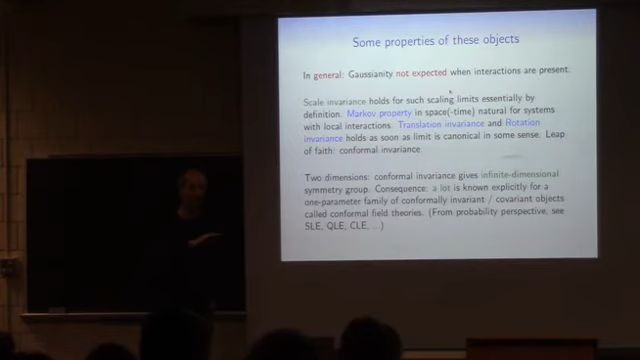 Some properties of these objects
In general: Gaussianity not expected when interactions are present.
Scale invariance holds for such scaling limits essentially by
definition. Markov property in space(-time) natural for systems
with local interactions. Translation invariance and Rotation
invariance holds as soon as limit is canonical in some sense. Leap
of faith: conformal invariance.
Two dimensions: conformal invariance gives infinite-dimensional
symmetry group. Consequence: a lot is known explicitly for a
one-parameter family of conformally invariant / covariant objects
called conformal field theories. (From probability perspective, see
SLE, QLE, CLE, ...)